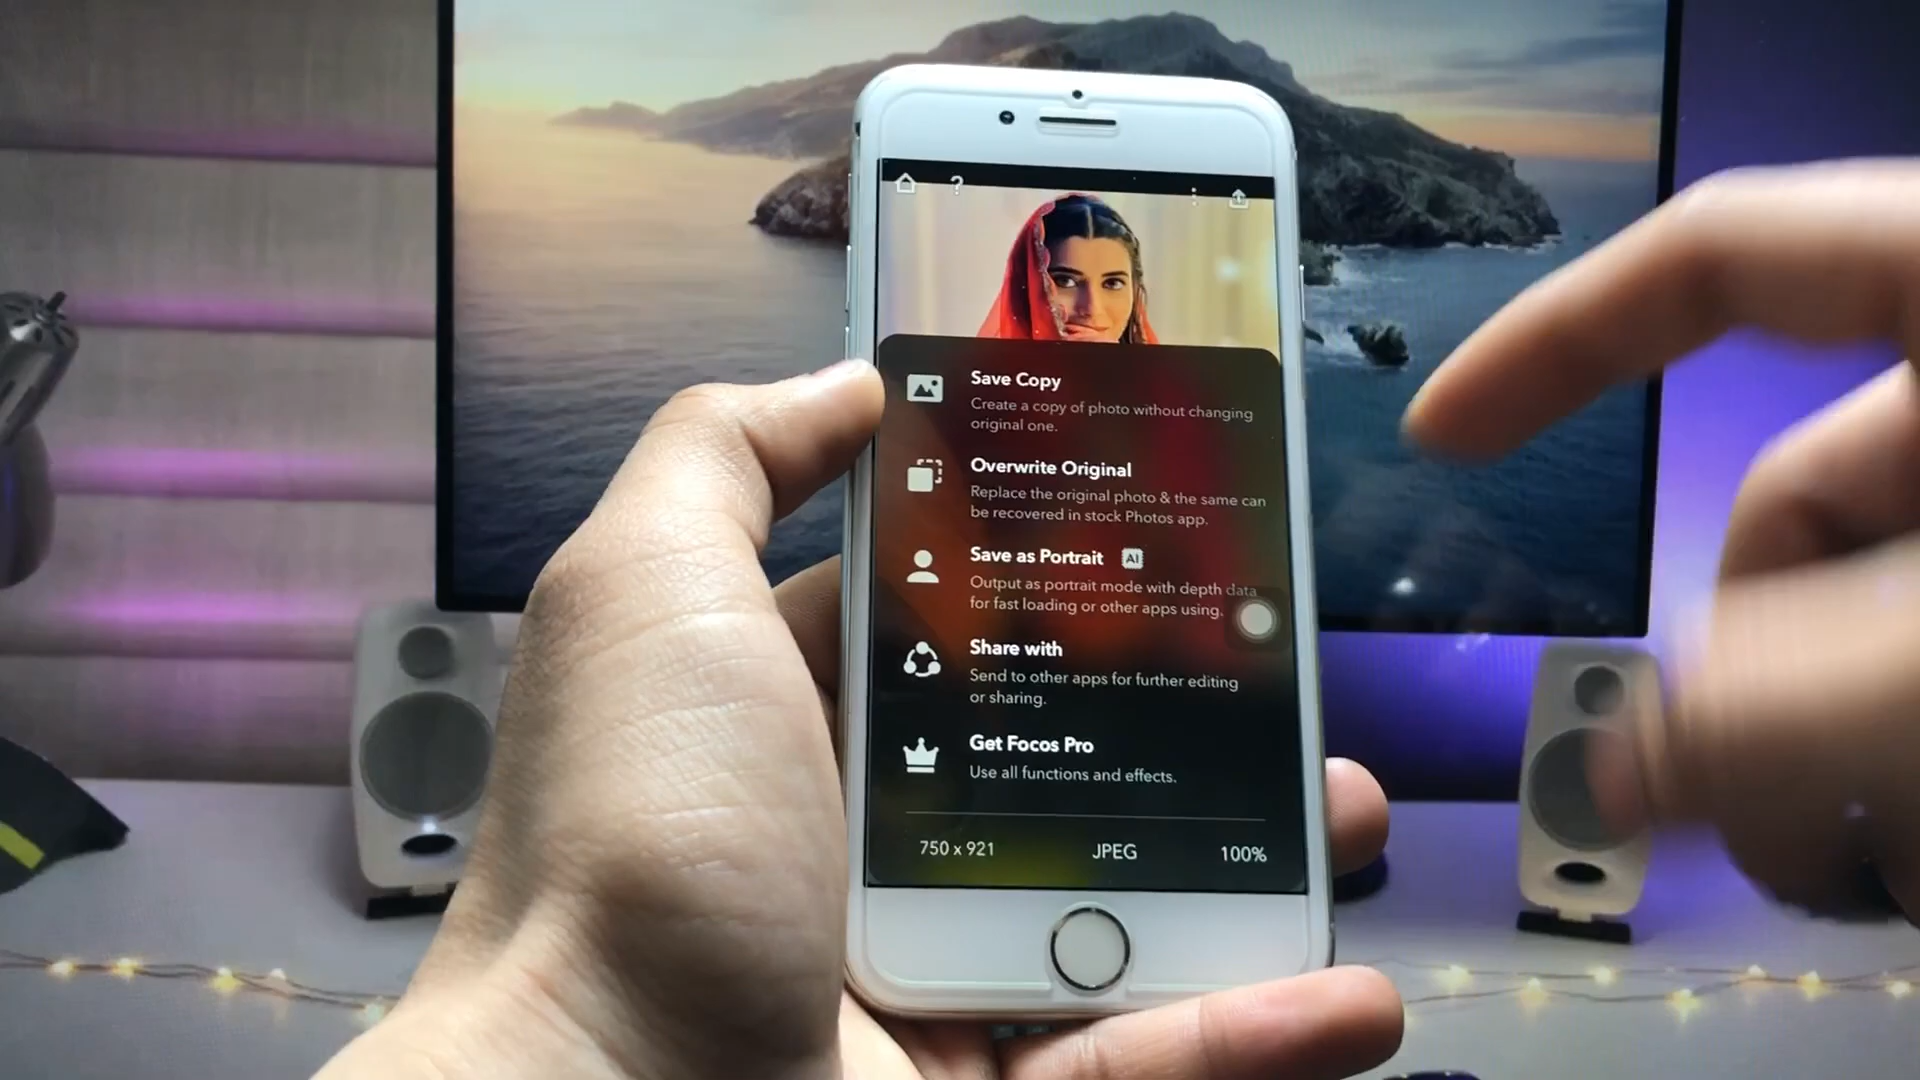 ?
Save Copy
Create a copy of photo without changing
original one.
Overwrite Original
Replace the original photo & the same can
be recovered in stock Photos app.
Save as Portrait AI
Output as portrait mode with depth data
for fast loading or other apps using.
Share with
Send to other apps for further editing
or sharing.
Get Focos Pro
Use all functions and effects.
750 x 921 JPEG 100%